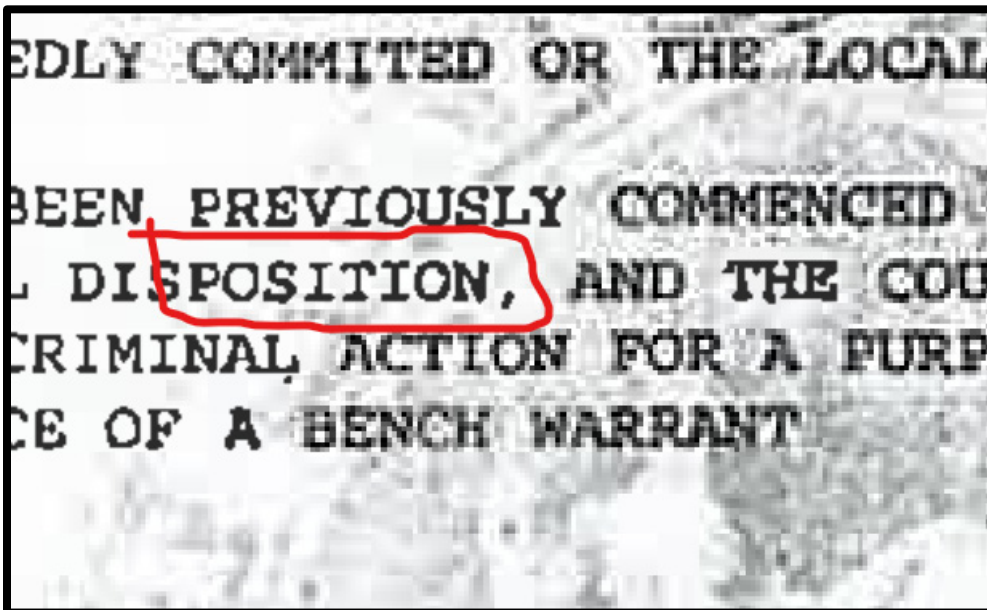 EDLY COMMITED OR THE LOCAL
BEEN PREVIOUSLY COMMENCED
L DISPOSITION, AND THE COU
CRIMINAL ACTION FOR A PURP
CE OF A BENCH WARRANT